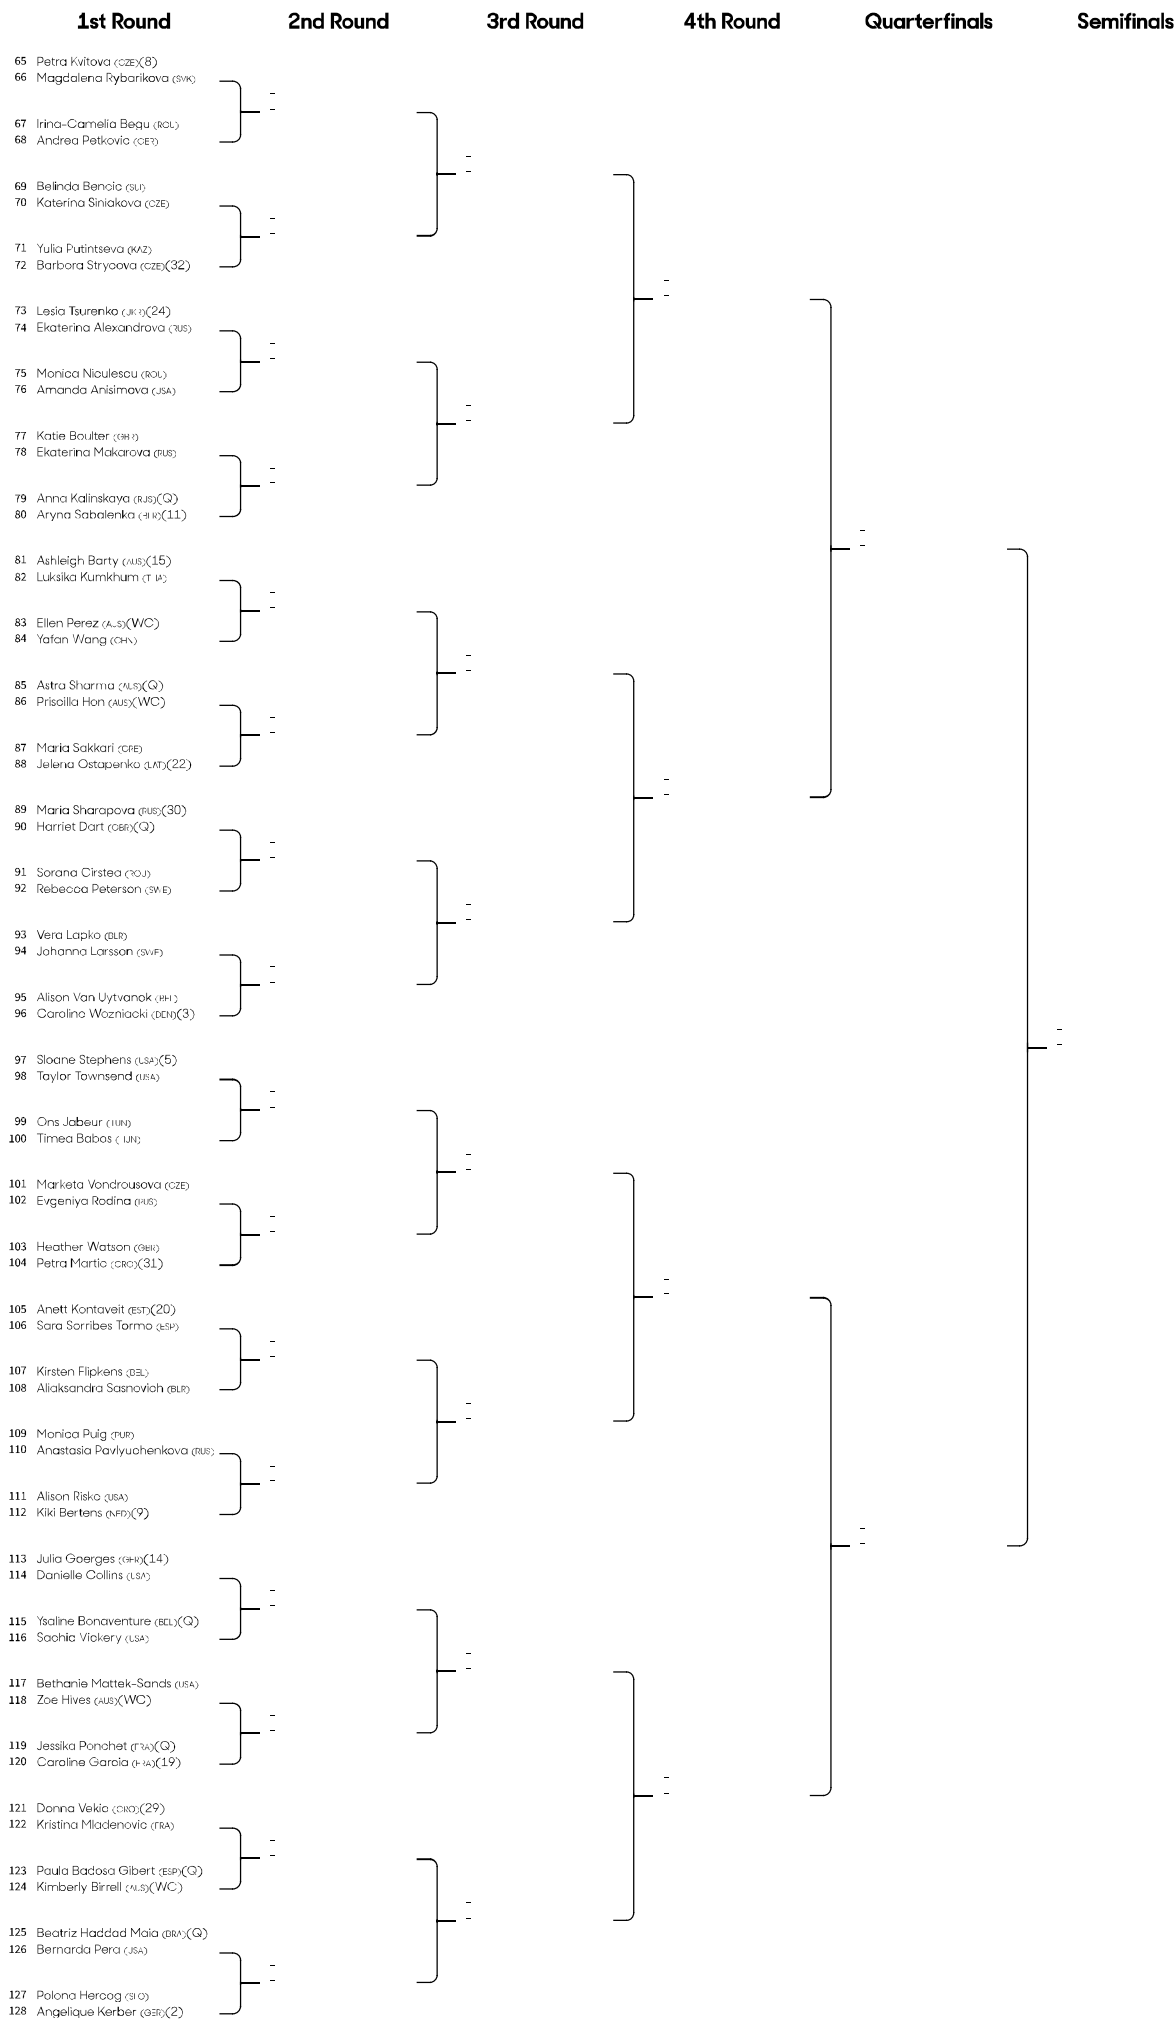 1st Round 2nd Round 3rd Round 4th Round Quarterfinals Semifinals
65 Petra Kvitova (CZE)(8)
66 Magdalena Rybarikova (SVK)
67 Irina-Camelia Begu (ROU)
68 Andrea Petkovic (GER)
69 Belinda Bencic (SUI)
70 Katerina Siniakova (CZE)
71 Yulia Putintseva (KAZ)
72 Barbora Strycova (CZE)(32)
73 Lesia Tsurenko (UKR)(24)
74 Ekaterina Alexandrova (RUS)
75 Monica Niculescu (ROU)
76 Amanda Anisimova (USA)
77 Katie Boulter (GBR)
78 Ekaterina Makarova (RUS)
79 Anna Kalinskaya (RUS)(Q)
80 Aryna Sabalenka (BLR)(11)
81 Ashleigh Barty (AUS)(15)
82 Luksika Kumkhum (THA)
83 Ellen Perez (AUS)(WC)
84 Yafan Wang (CHN)
85 Astra Sharma (AUS)(Q)
86 Priscilla Hon (AUS)(WC)
87 Maria Sakkari (GRE)
88 Jelena Ostapenko (LAT)(22)
89 Maria Sharapova (RUS)(30)
90 Harriet Dart (GBR)(Q)
91 Sorana Cirstea (ROU)
92 Rebecca Peterson (SWE)
93 Vera Lapko (BLR)
94 Johanna Larsson (SWE)
95 Alison Van Uytvanck (BEL)
96 Caroline Wozniacki (DEN)(3)
97 Sloane Stephens (USA)(5)
98 Taylor Townsend (USA)
99 Ons Jabeur (TUN)
100 Timea Babos (HUN)
101 Marketa Vondrousova (CZE)
102 Evgeniya Rodina (RUS)
103 Heather Watson (GBR)
104 Petra Martic (CRO)(31)
105 Anett Kontaveit (EST)(20)
106 Sara Sorribes Tormo (ESP)
107 Kirsten Flipkens (BEL)
108 Aliaksandra Sasnovich (BLR)
109 Monica Puig (PUR)
110 Anastasia Pavlyuchenkova (RUS)
111 Alison Riske (USA)
112 Kiki Bertens (NED)(9)
113 Julia Goerges (GER)(14)
114 Danielle Collins (USA)
115 Ysaline Bonaventure (BEL)(Q)
116 Sachia Vickery (USA)
117 Bethanie Mattek-Sands (USA)
118 Zoe Hives (AUS)(WC)
119 Jessika Ponchet (FRA)(Q)
120 Caroline Garcia (FRA)(19)
121 Donna Vekic (CRO)(29)
122 Kristina Mladenovic (FRA)
123 Paula Badosa Gibert (ESP)(Q)
124 Kimberly Birrell (AUS)(WC)
125 Beatriz Haddad Maia (BRA)(Q)
126 Bernarda Pera (USA)
127 Polona Hercog (SLO)
128 Angelique Kerber (GER)(2)